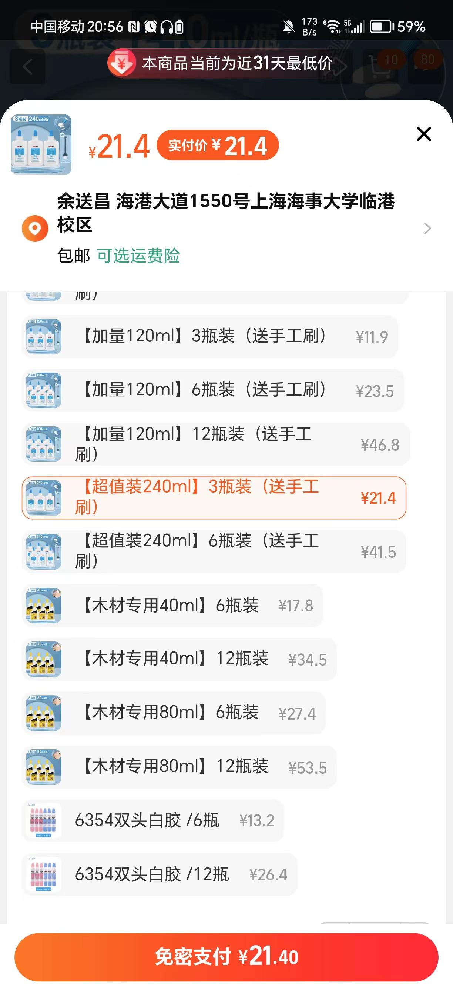 中国移动 20:56
173 B/s
6
5G
59%
本商品当前为近31天最低价
10
80
3瓶装 240ml/瓶
¥21.4
实付价 ¥21.4
余送昌 海港大道1550号上海海事大学临港
校区
包邮 可选运费险
刷）
【加量120ml】3瓶装（送手工刷） ¥11.9
【加量120ml】6瓶装（送手工刷） ¥23.5
【加量120ml】12瓶装（送手工
刷） ¥46.8
【超值装240ml】3瓶装（送手工
刷） ¥21.4
【超值装240ml】6瓶装（送手工
刷） ¥41.5
【木材专用40ml】6瓶装 ¥17.8
【木材专用40ml】12瓶装 ¥34.5
【木材专用80ml】6瓶装 ¥27.4
【木材专用80ml】12瓶装 ¥53.5
6354双头白胶 /6瓶 ¥13.2
6354双头白胶 /12瓶 ¥26.4
免密支付 ¥21.40